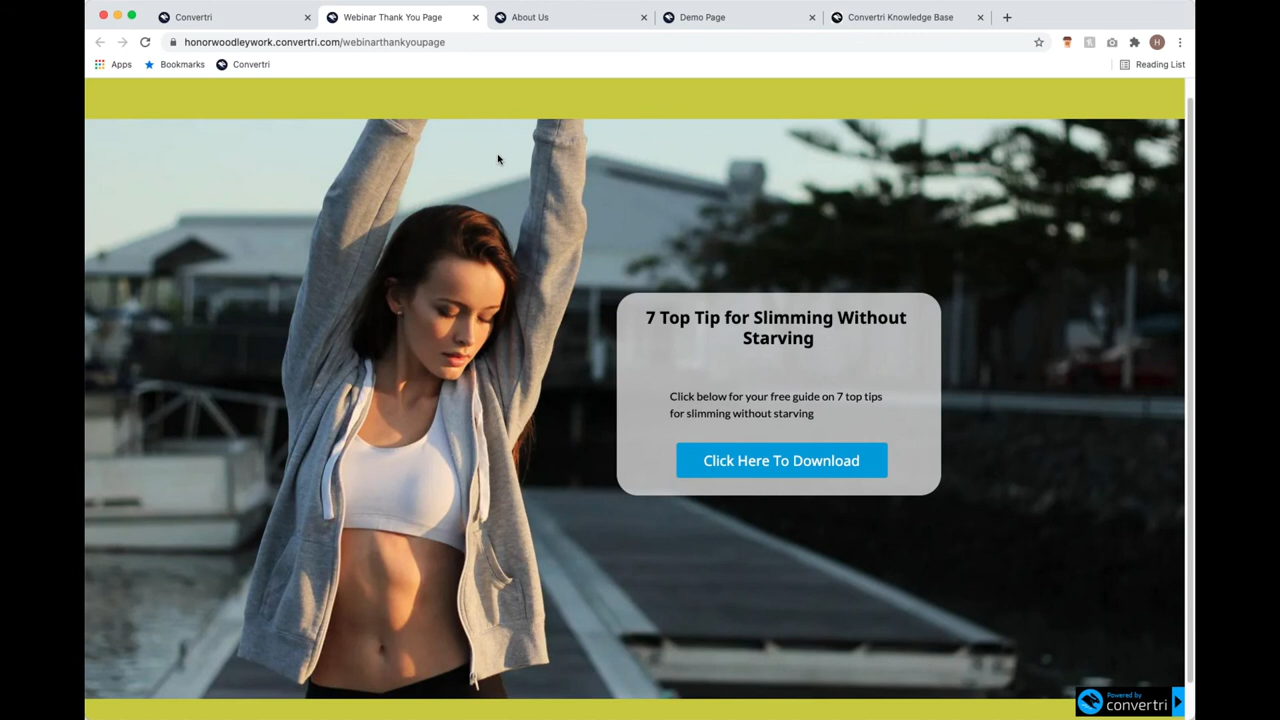 Convertri
Webinar Thank You Page
About Us
Demo Page
Convertri Knowledge Base
honorwoodleywork.convertri.com/webinarthankyoupage
H
Apps
Bookmarks
Convertri
Reading List
7 Top Tip for Slimming Without
Starving
Click below for your free guide on 7 top tips
for slimming without starving
Click Here To Download
Powered by
convertri